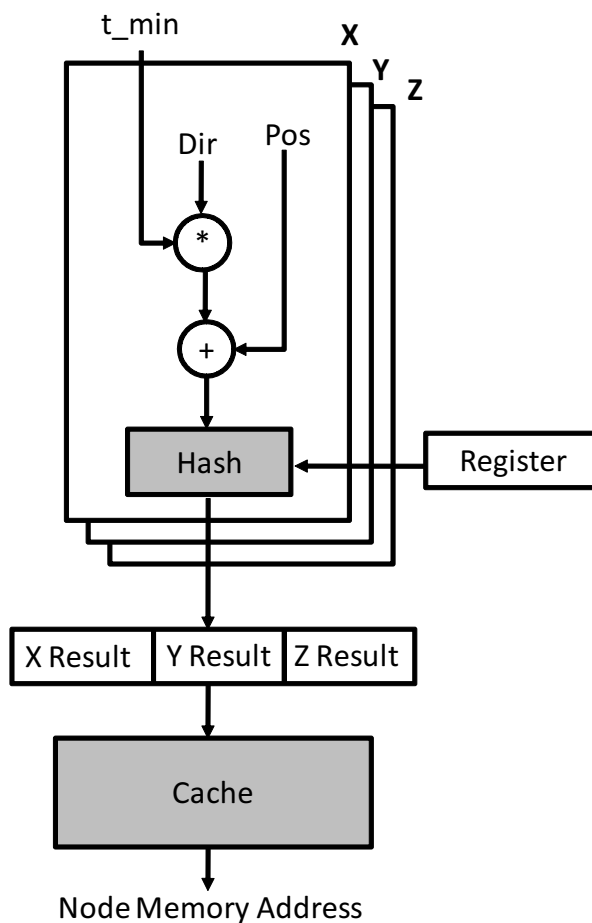 t_min
X
Y
Z
Dir
Pos
*
+
Hash
Register
X Result
Y Result
Z Result
Cache
Node Memory Address